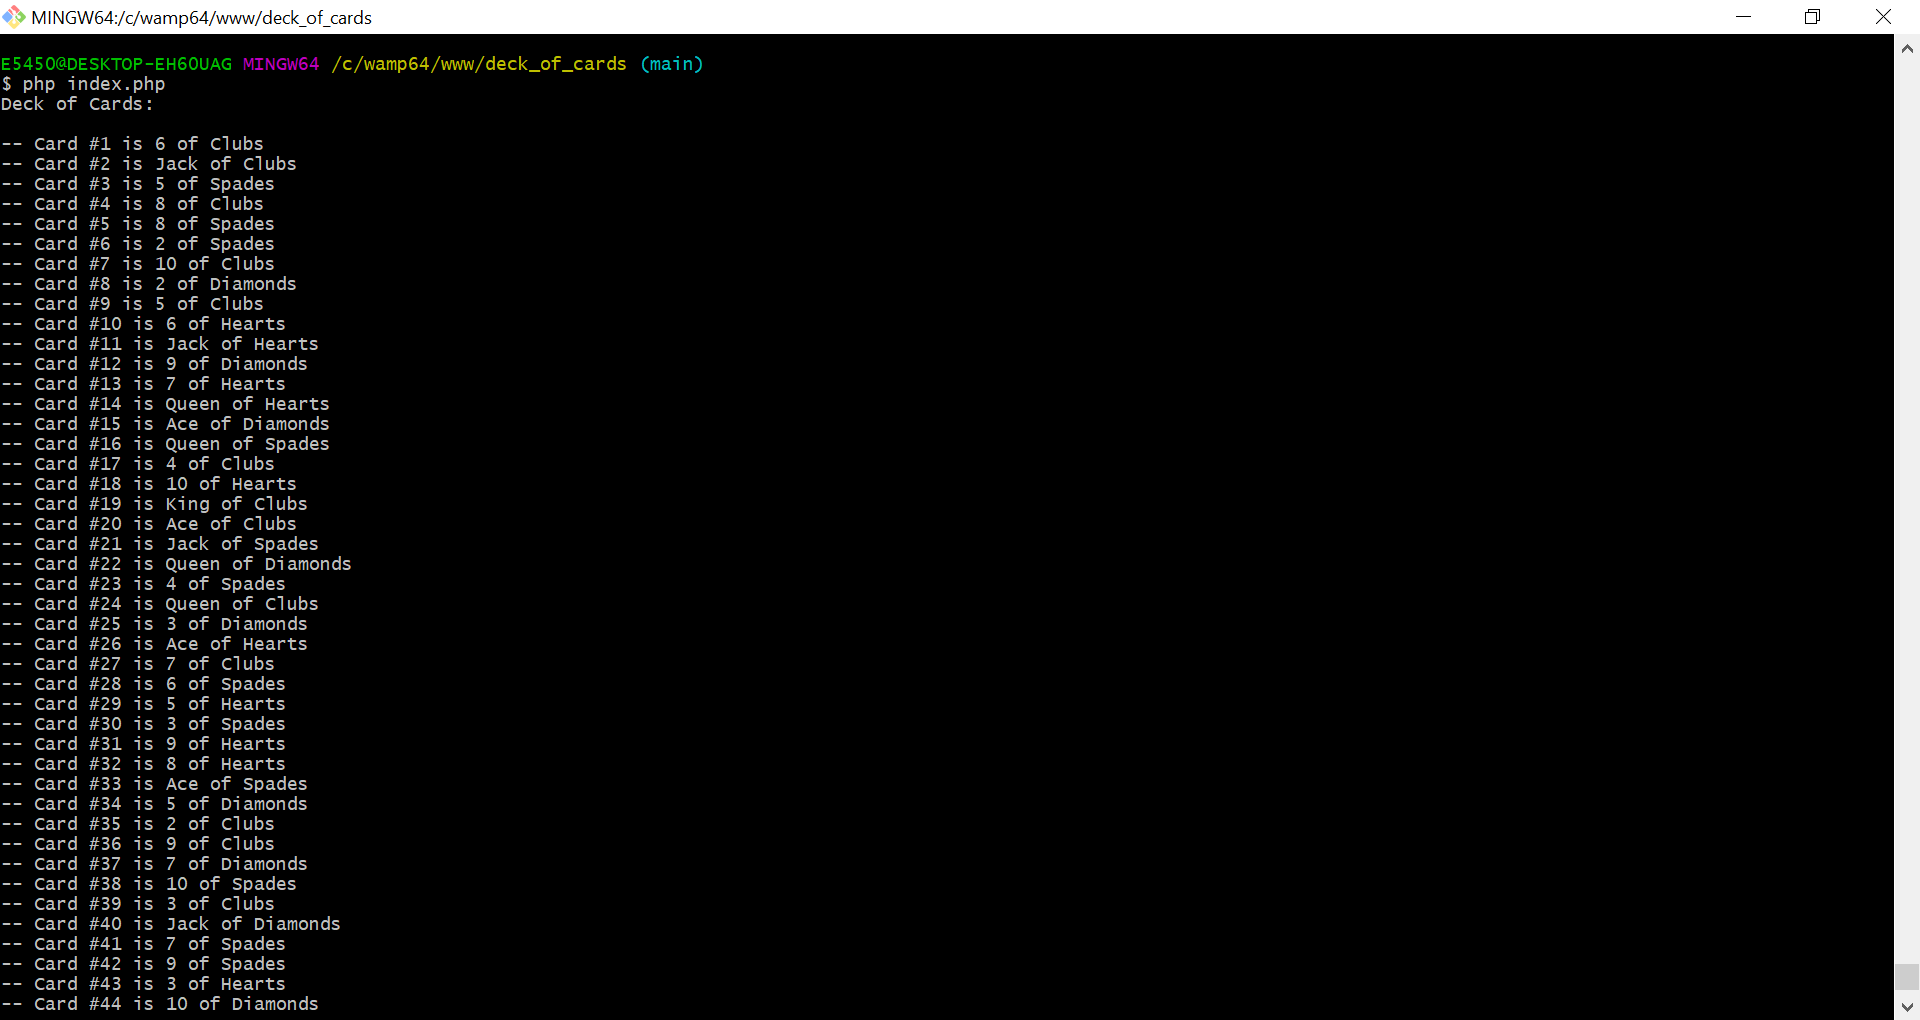 MINGW64:/c/wamp64/www/deck_of_cards
E5450@DESKTOP-EH6OUAG MINGW64 /c/wamp64/www/deck_of_cards (main)
$ php index.php
Deck of Cards:
-- Card #1 is 6 of Clubs
-- Card #2 is Jack of Clubs
-- Card #3 is 5 of Spades
-- Card #4 is 8 of Clubs
-- Card #5 is 8 of Spades
-- Card #6 is 2 of Spades
-- Card #7 is 10 of Clubs
-- Card #8 is 2 of Diamonds
-- Card #9 is 5 of Clubs
-- Card #10 is 6 of Hearts
-- Card #11 is Jack of Hearts
-- Card #12 is 9 of Diamonds
-- Card #13 is 7 of Hearts
-- Card #14 is Queen of Hearts
-- Card #15 is Ace of Diamonds
-- Card #16 is Queen of Spades
-- Card #17 is 4 of Clubs
-- Card #18 is 10 of Hearts
-- Card #19 is King of Clubs
-- Card #20 is Ace of Clubs
-- Card #21 is Jack of Spades
-- Card #22 is Queen of Diamonds
-- Card #23 is 4 of Spades
-- Card #24 is Queen of Clubs
-- Card #25 is 3 of Diamonds
-- Card #26 is Ace of Hearts
-- Card #27 is 7 of Clubs
-- Card #28 is 6 of Spades
-- Card #29 is 5 of Hearts
-- Card #30 is 3 of Spades
-- Card #31 is 9 of Hearts
-- Card #32 is 8 of Hearts
-- Card #33 is Ace of Spades
-- Card #34 is 5 of Diamonds
-- Card #35 is 2 of Clubs
-- Card #36 is 9 of Clubs
-- Card #37 is 7 of Diamonds
-- Card #38 is 10 of Spades
-- Card #39 is 3 of Clubs
-- Card #40 is Jack of Diamonds
-- Card #41 is 7 of Spades
-- Card #42 is 9 of Spades
-- Card #43 is 3 of Hearts
-- Card #44 is 10 of Diamonds